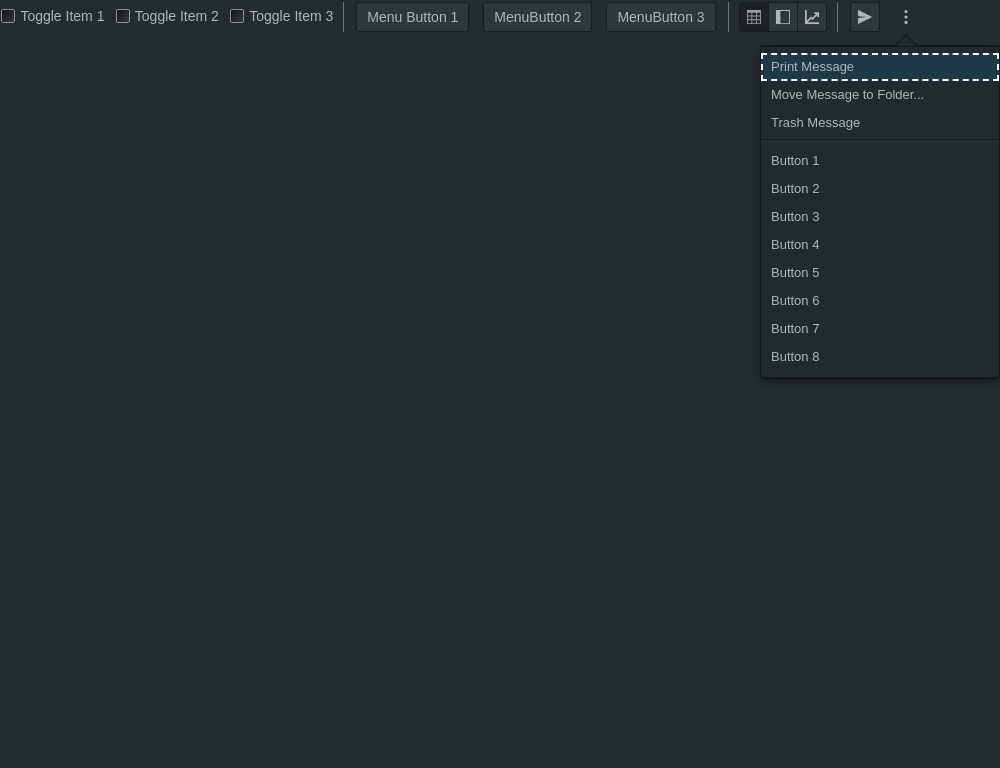 Toggle Item 1 Toggle Item 2 Toggle Item 3 Menu Button 1 MenuButton 2 MenuButton 3
Print Message
Move Message to Folder...
Trash Message
Button 1
Button 2
Button 3
Button 4
Button 5
Button 6
Button 7
Button 8